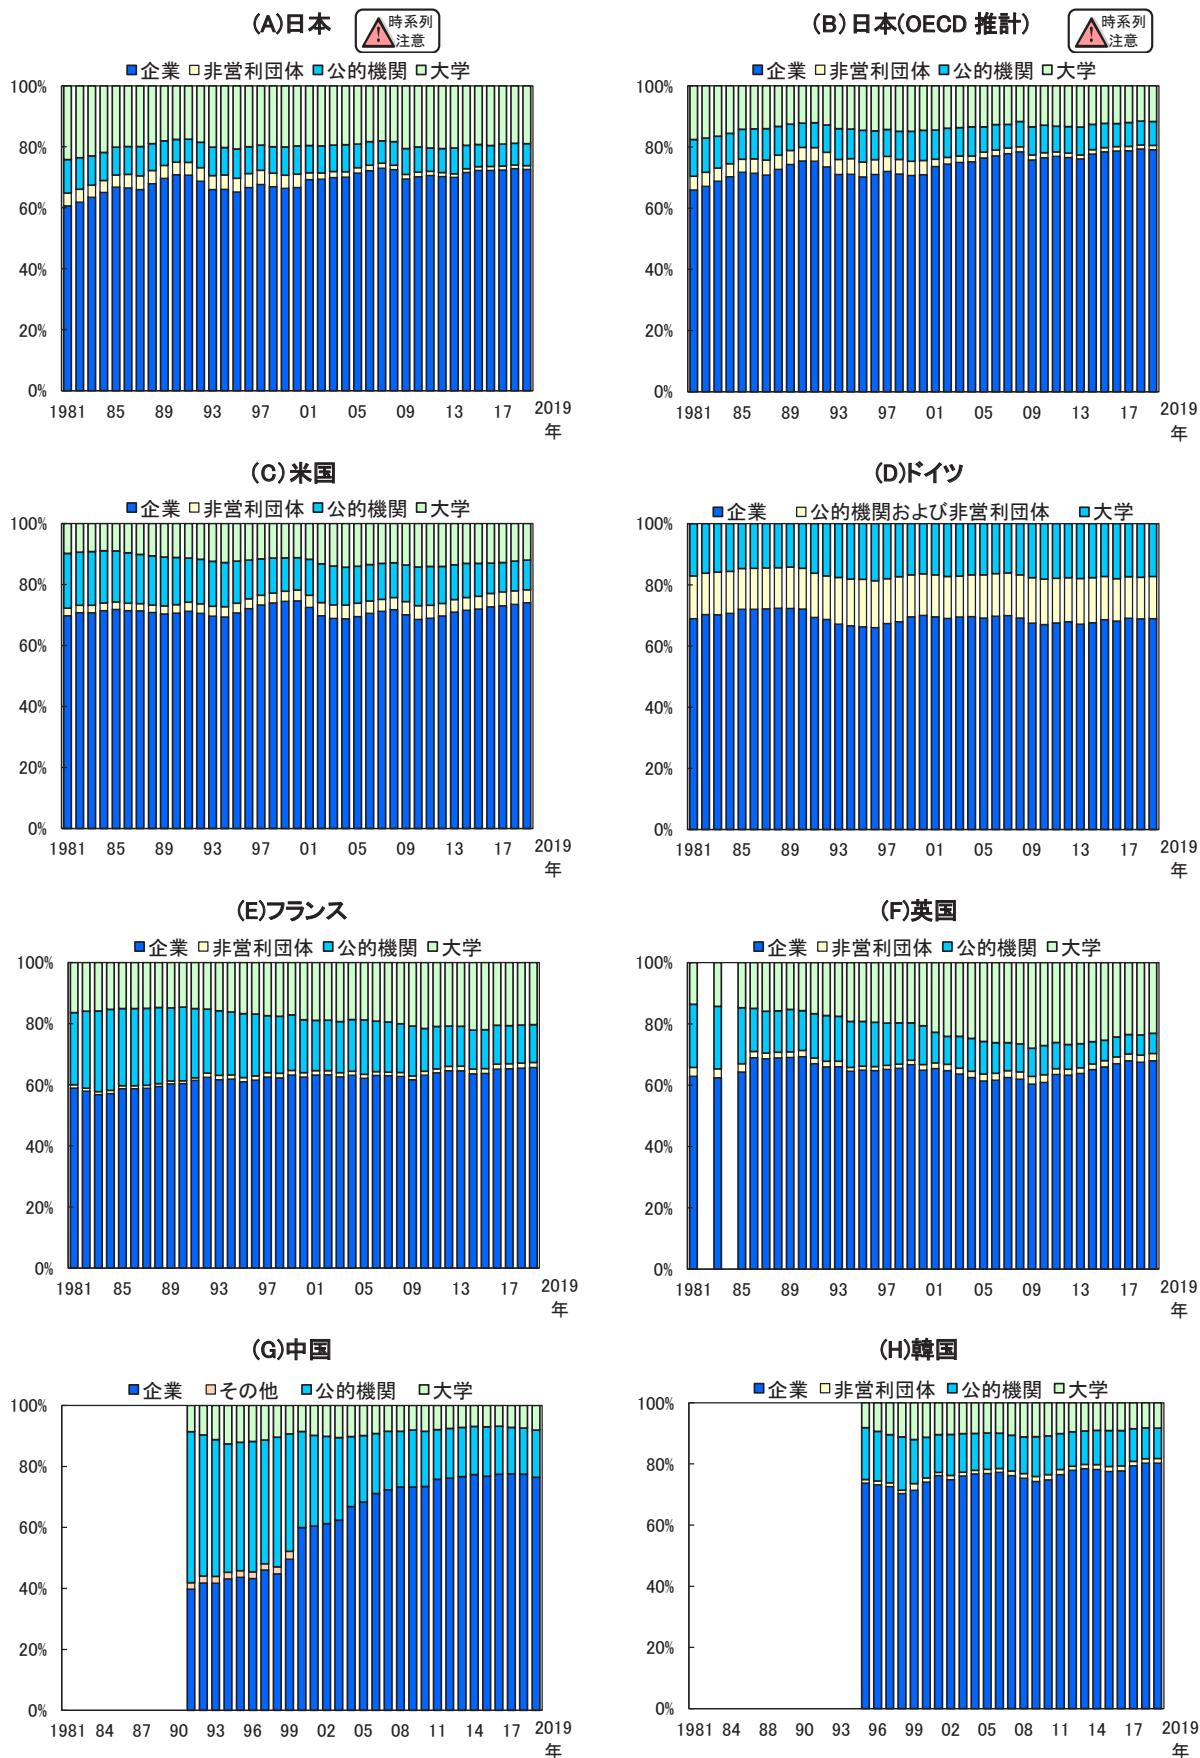 (A)日本
時系列
注意
企業 非営利団体 公的機関 大学
100%
80%
60%
40%
20%
0%
1981 85 89 93 97 01 05 09 13 17 2019
年
(B)日本(OECD 推計)
時系列
注意
企業 非営利団体 公的機関 大学
100%
80%
60%
40%
20%
0%
1981 85 89 93 97 01 05 09 13 17 2019
年
(C)米国
企業 非営利団体 公的機関 大学
100%
80%
60%
40%
20%
0%
1981 85 89 93 97 01 05 09 13 17 2019
年
(D)ドイツ
企業 公的機関および非営利団体 大学
100%
80%
60%
40%
20%
0%
1981 85 89 93 97 01 05 09 13 17 2019
年
(E)フランス
企業 非営利団体 公的機関 大学
100%
80%
60%
40%
20%
0%
1981 85 89 93 97 01 05 09 13 17 2019
年
(F)英国
企業 非営利団体 公的機関 大学
100%
80%
60%
40%
20%
0%
1981 85 89 93 97 01 05 09 13 17 2019
年
(G)中国
企業 その他 公的機関 大学
100%
80%
60%
40%
20%
0%
1981 84 87 90 93 96 99 02 05 08 11 14 17 2019
年
(H)韓国
企業 非営利団体 公的機関 大学
100%
80%
60%
40%
20%
0%
1981 84 88 90 93 96 99 02 05 08 11 14 17 2019
年